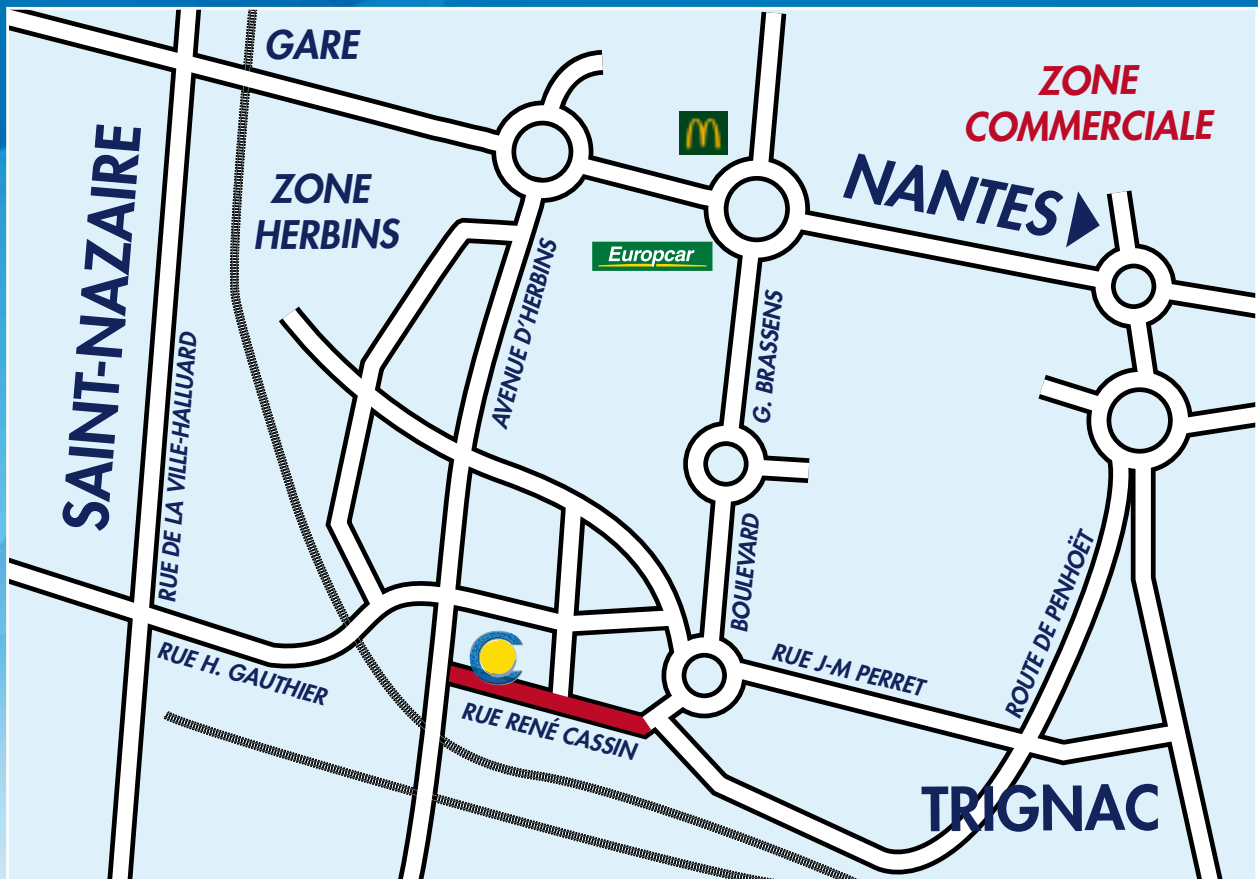 GARE
ZONE
COMMERCIALE
SAINT-NAZAIRE
ZONE
HERBINS
NANTES
Europcar
AVENUE D'HERBINS
G. BRASSENS
RUE DE LA VILLE-HALLUARD
BOULEVARD
ROUTE DE PENHOËT
RUE H. GAUTHIER
RUE J-M PERRET
RUE RENÉ CASSIN
TRIGNAC